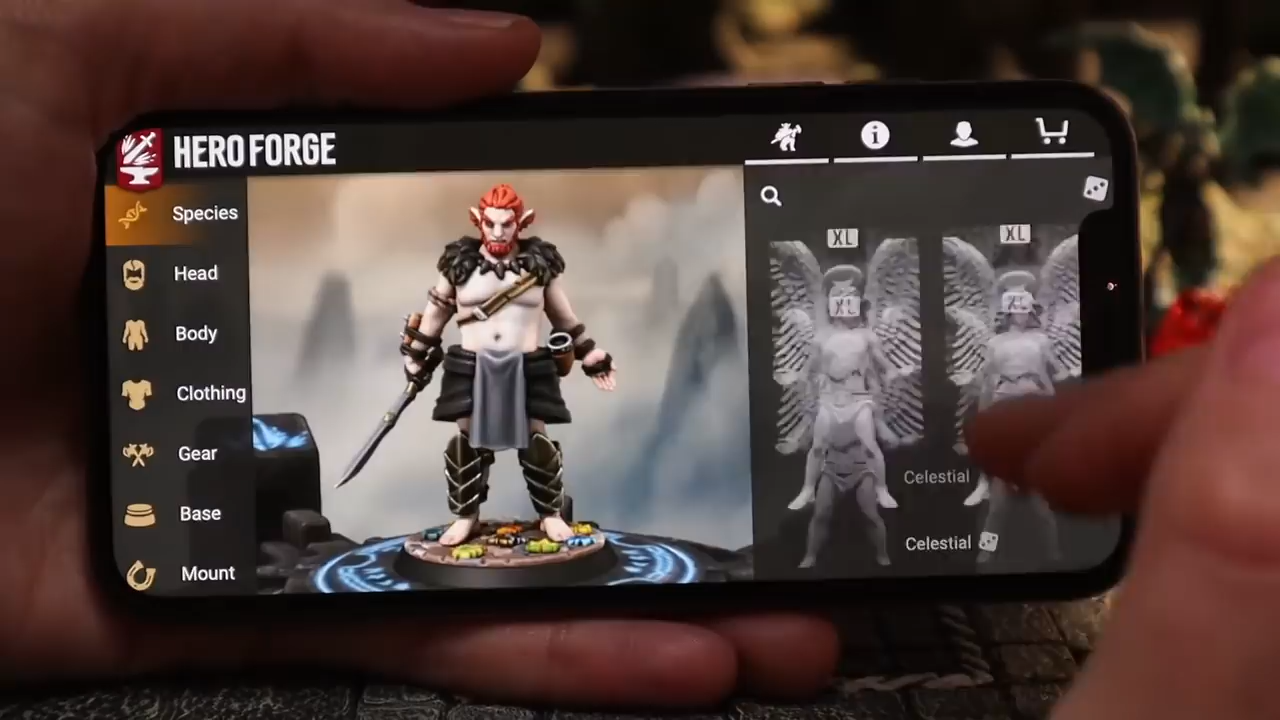 HERO FORGE
Species
Head
Body
Clothing
Gear
Base
Mount
XL
XL
XL
XL
Celestial
Celestial